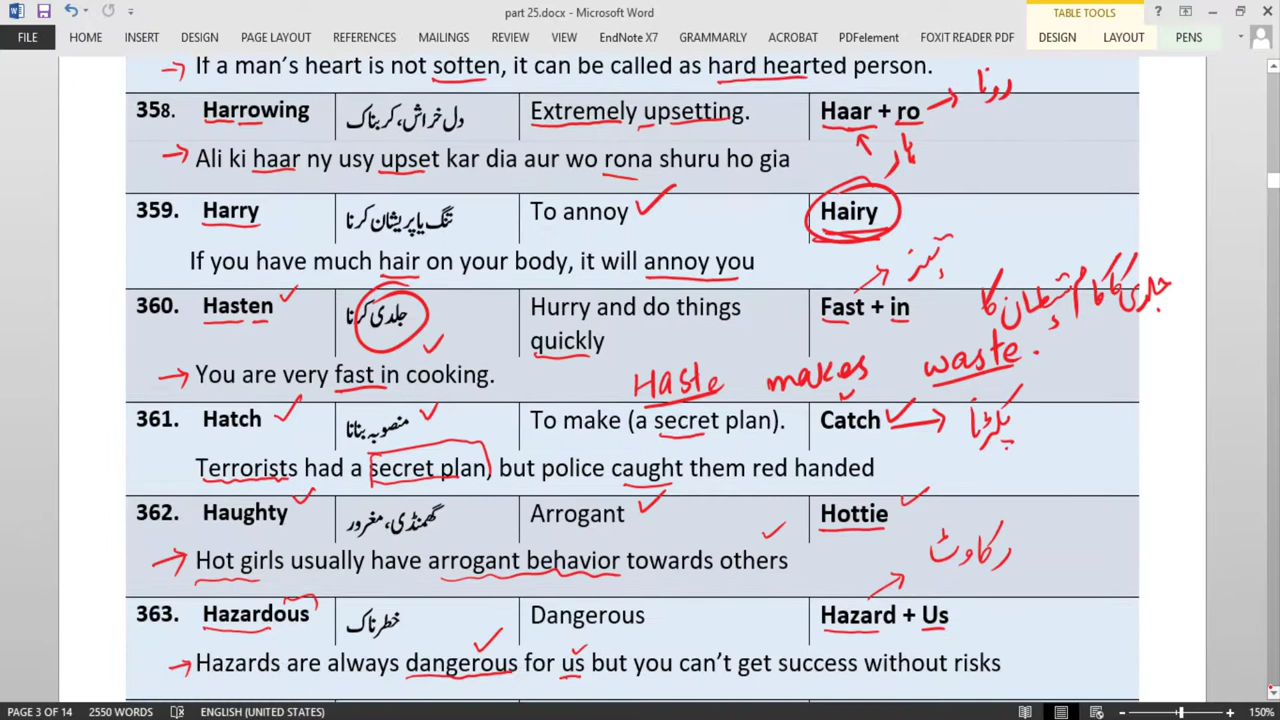 part 25.docx - Microsoft Word
TABLE TOOLS
FILE HOME INSERT DESIGN PAGE LAYOUT REFERENCES MAILINGS REVIEW VIEW EndNote X7 GRAMMARLY ACROBAT PDFelement FOXIT READER PDF DESIGN LAYOUT PENS
If a man's heart is not soften, it can be called as hard hearted person.
358. Harrowing دل خراش، کربناک Extremely upsetting. Haar + ro رونا
ہار
Ali ki haar ny usy upset kar dia aur wo rona shuru ho gia
359. Harry تنگ یا پریشان کرنا To annoy Hairy
If you have much hair on your body, it will annoy you
360. Hasten جلدی کرنا Hurry and do things Fast + in تیز جلدی کا کام شیطان کا
quickly
You are very fast in cooking.
Haste makes waste.
361. Hatch منصوبہ بنانا To make (a secret plan). Catch پکڑنا
Terrorists had a secret plan, but police caught them red handed
362. Haughty گھمنڈی، مغرور Arrogant Hottie
Hot girls usually have arrogant behavior towards others
رکاوٹ
363. Hazardous خطرناک Dangerous Hazard + Us
Hazards are always dangerous for us but you can't get success without risks
PAGE 3 OF 14 2550 WORDS ENGLISH (UNITED STATES) 150%